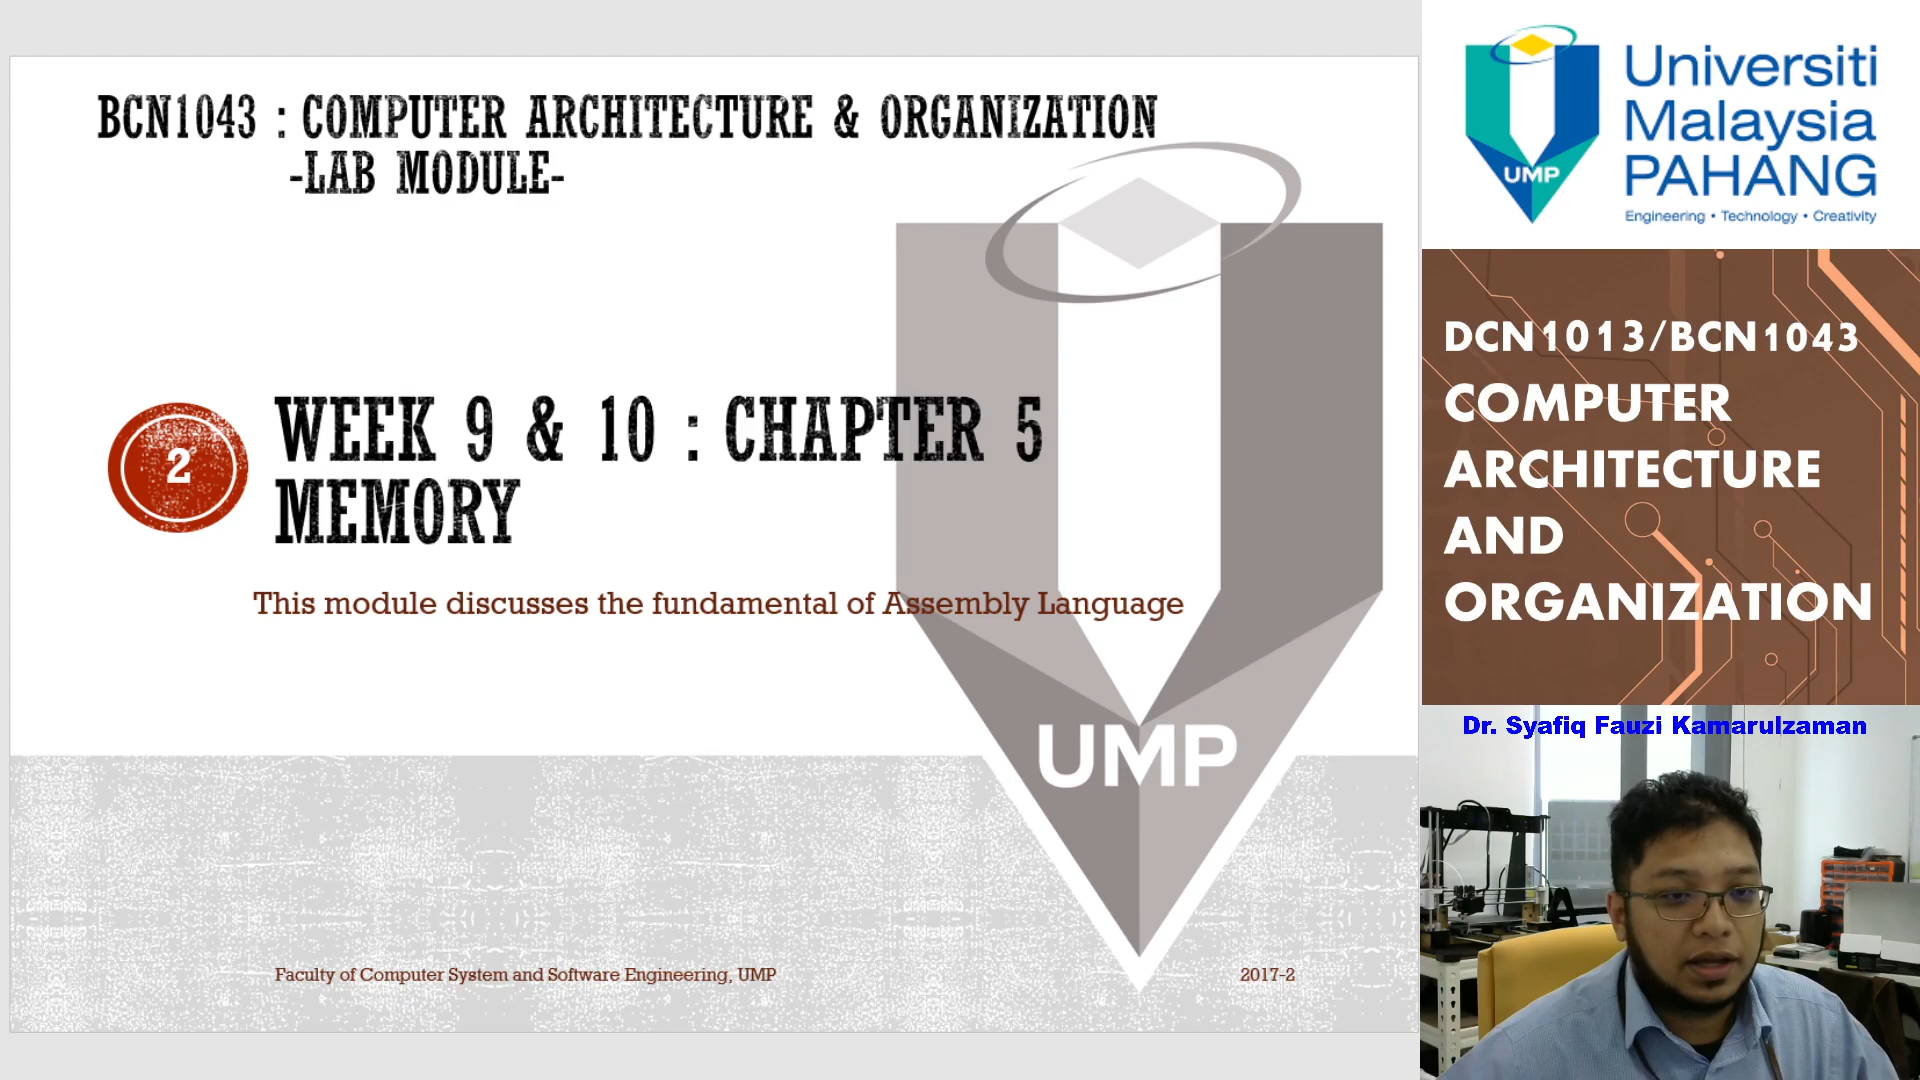 BCN1043 : COMPUTER ARCHITECTURE & ORGANIZATION
-LAB MODULE-
2
WEEK 9 & 10 : CHAPTER 5
MEMORY
This module discusses the fundamental of Assembly Language
UMP
Faculty of Computer System and Software Engineering, UMP
2017-2
UMP
Universiti
Malaysia
PAHANG
Engineering • Technology • Creativity
DCN1013/BCN1043
COMPUTER
ARCHITECTURE
AND
ORGANIZATION
Dr. Syafiq Fauzi Kamarulzaman